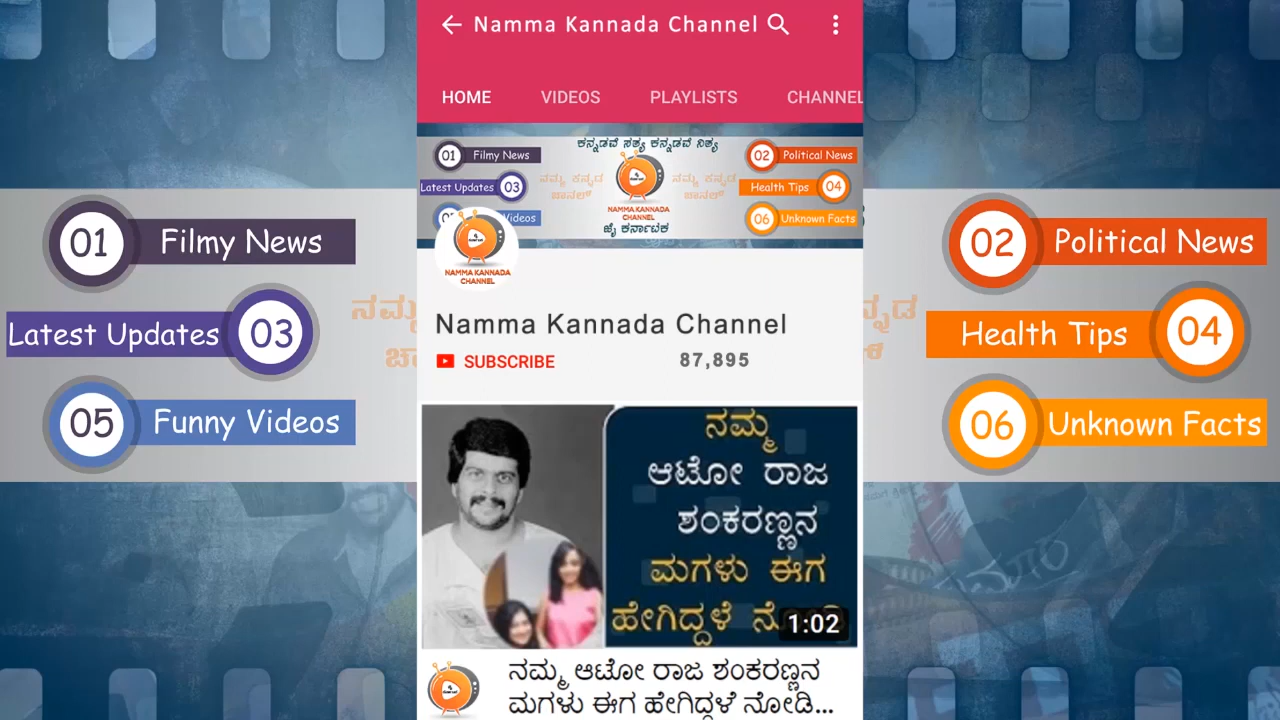 Namma Kannada Channel
HOME VIDEOS PLAYLISTS CHANNEL
ಕನ್ನಡವೆ ಸತ್ಯ ಕನ್ನಡವೆ ನಿತ್ಯ
01 Filmy News
02 Political News
Latest Updates 03
Health Tips 04
ನಮ್ಮ ಕನ್ನಡ
ಚಾನಲ್
ನಮ್ಮ ಕನ್ನಡ
ಚಾನಲ್
NAMMA KANNADA
CHANNEL
Videos
06 Unknown Facts
ಜೈ ಕರ್ನಾಟಕ
NAMMA KANNADA
CHANNEL
01 Filmy News
02 Political News
Latest Updates 03
Health Tips 04
05 Funny Videos
06 Unknown Facts
Namma Kannada Channel
SUBSCRIBE 87,895
ನಮ್ಮ
ಆಟೋ ರಾಜ
ಶಂಕರಣ್ಣನ
ಮಗಳು ಈಗ
ಹೇಗಿದ್ದಳೆ
1:02
ನಮ್ಮ ಆಟೋ ರಾಜ ಶಂಕರಣ್ಣನ
ಮಗಳು ಈಗ ಹೇಗಿದ್ದಳೆ ನೋಡಿ...